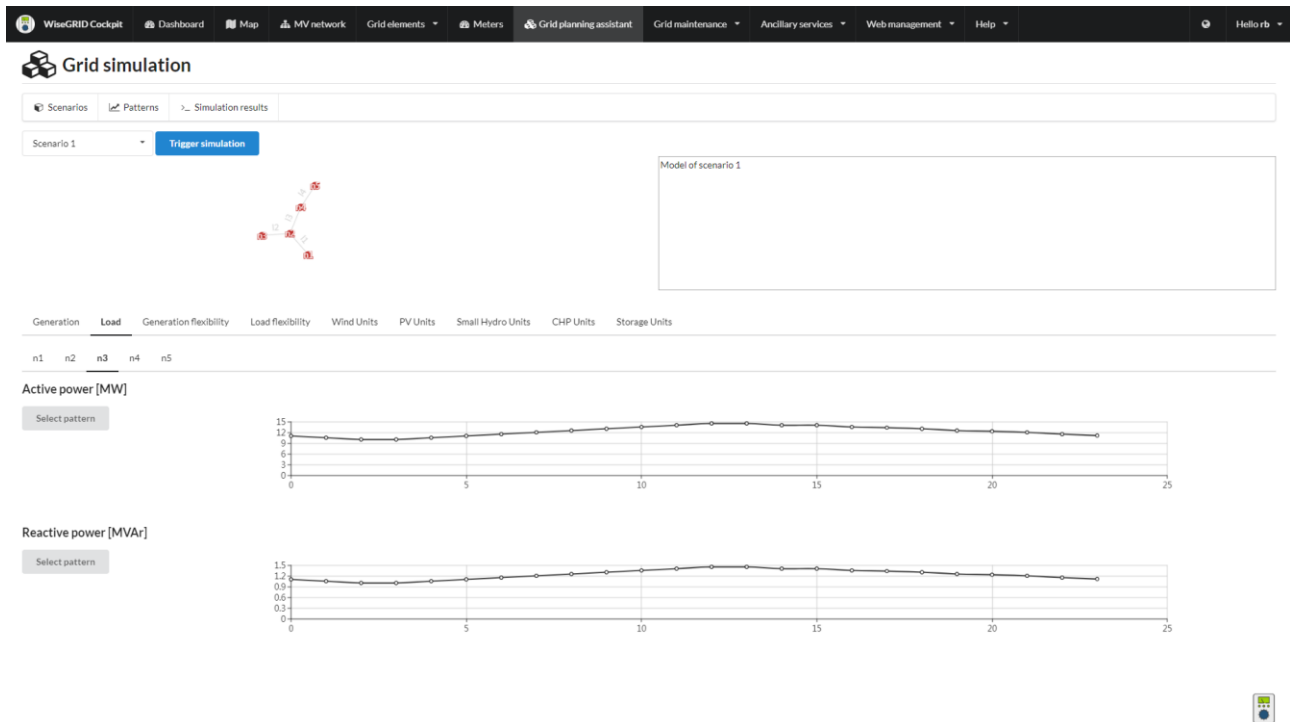 WiseGRID Cockpit Dashboard Map MV network Grid elements Meters Grid planning assistant Grid maintenance Ancillary services Web management Help Hello rb
Grid simulation
Scenarios Patterns >_ Simulation results
Scenario 1 Trigger simulation
Model of scenario 1
Generation Load Generation flexibility Load flexibility Wind Units PV Units Small Hydro Units CHP Units Storage Units
n1 n2 n3 n4 n5
Active power [MW]
Select pattern
15
12
9
6
3
0
0 5 10 15 20 25
Reactive power [MVAr]
Select pattern
1.5
1.2
0.9
0.6
0.3
0
0 5 10 15 20 25